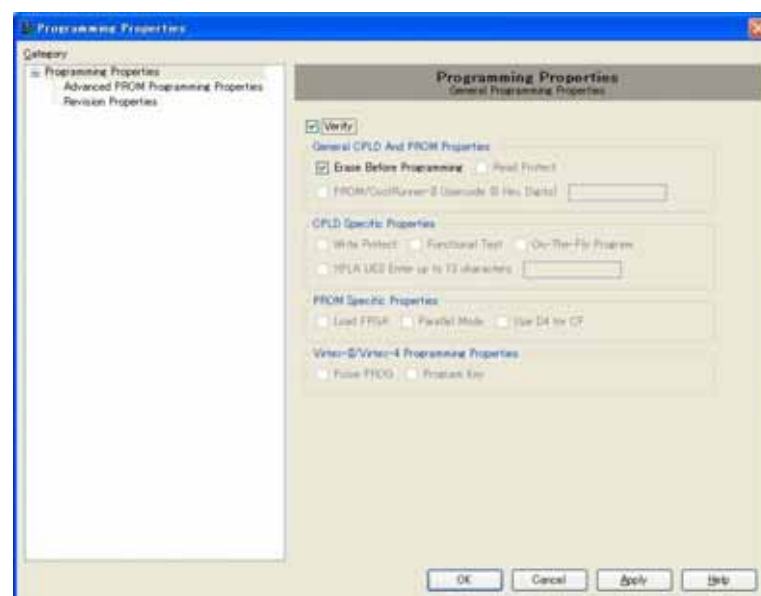 Programming Properties
Category
Programming Properties
Advanced PROM Programming Properties
Revision Properties
Programming Properties
General Programming Properties
Verify
General CPLD And PROM Properties
Erase Before Programming Read Protect
PROM/CoolRunner-II Usercode (8 Hex Digits)
CPLD Specific Properties
Write Protect Functional Test On-The-Fly Program
XPLA UES Enter up to 13 characters
PROM Specific Properties
Load FPGA Parallel Mode Use D4 for CF
Virtex-II/Virtex-4 Programming Properties
Pulse PROG Program Key
OK Cancel Apply Help